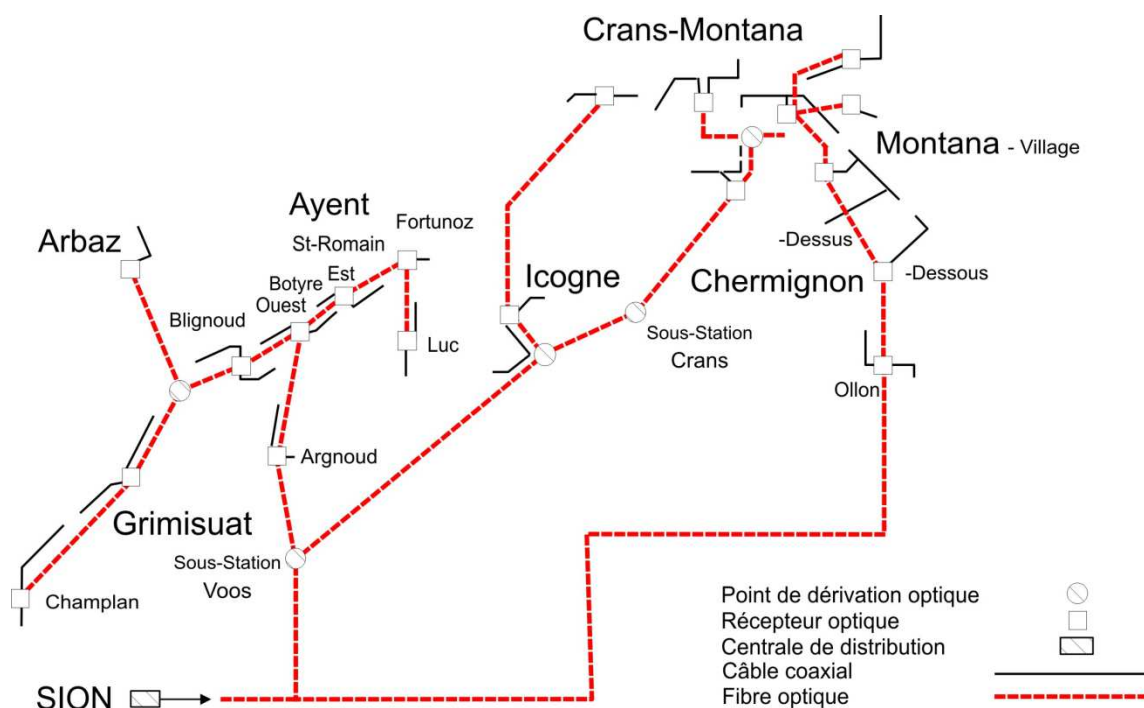 Crans-Montana
Montana - Village
Ayent
Fortunoz
St-Romain
Arbaz
-Dessus
Est
Icogne
Chermignon
-Dessous
Botyre
Ouest
Blignoud
Sous-Station
Crans
Luc
Ollon
Argnoud
Grimisuat
Sous-Station
Voos
Champlan
Point de dérivation optique
Récepteur optique
Centrale de distribution
Câble coaxial
Fibre optique
SION